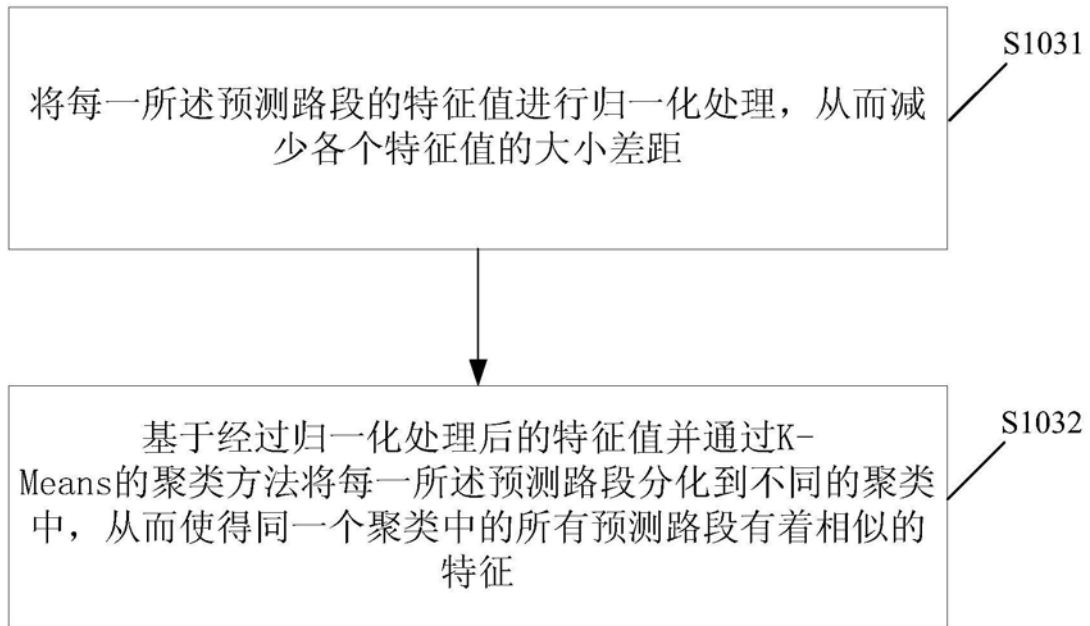 S1031
将每一所述预测路段的特征值进行归一化处理，从而减
少各个特征值的大小差距
S1032
基于经过归一化处理后的特征值并通过K-
Means的聚类方法将每一所述预测路段分化到不同的聚类
中，从而使得同一个聚类中的所有预测路段有着相似的
特征